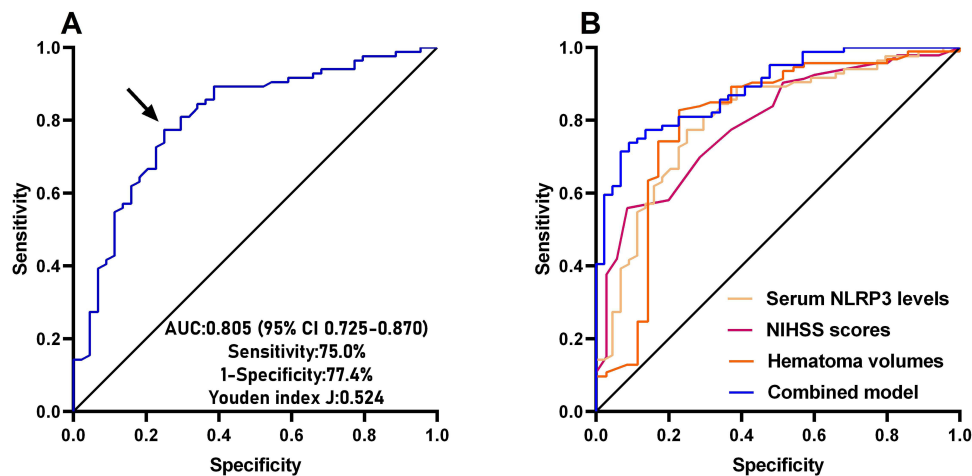 A
1.0
0.8
0.6
0.4
0.2
0.0
Sensitivity
0.0 0.2 0.4 0.6 0.8 1.0
Specificity
AUC:0.805 (95% CI 0.725-0.870)
Sensitivity:75.0%
1-Specificity:77.4%
Youden index J:0.524
B
1.0
0.8
0.6
0.4
0.2
0.0
Sensitivity
0.0 0.2 0.4 0.6 0.8 1.0
Specificity
Serum NLRP3 levels
NIHSS scores
Hematoma volumes
Combined model